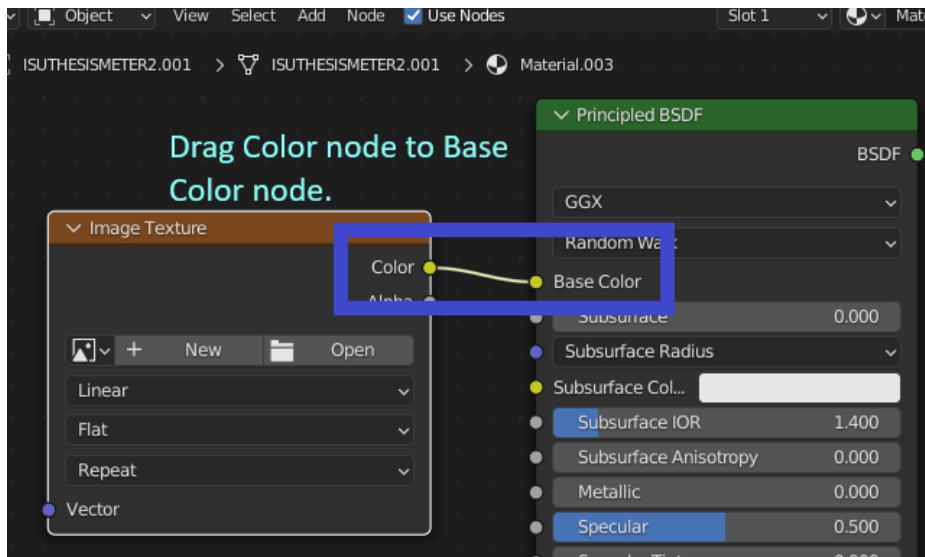 Object View Select Add Node Use Nodes Slot 1
ISUTHESISMETER2.001 > ISUTHESISMETER2.001 > Material.003
Drag Color node to Base
Color node.
Image Texture
Color
Alpha
New Open
Linear
Flat
Repeat
Vector
Principled BSDF
BSDF
GGX
Random Walk
Base Color
Subsurface 0.000
Subsurface Radius
Subsurface Col...
Subsurface IOR 1.400
Subsurface Anisotropy 0.000
Metallic 0.000
Specular 0.500